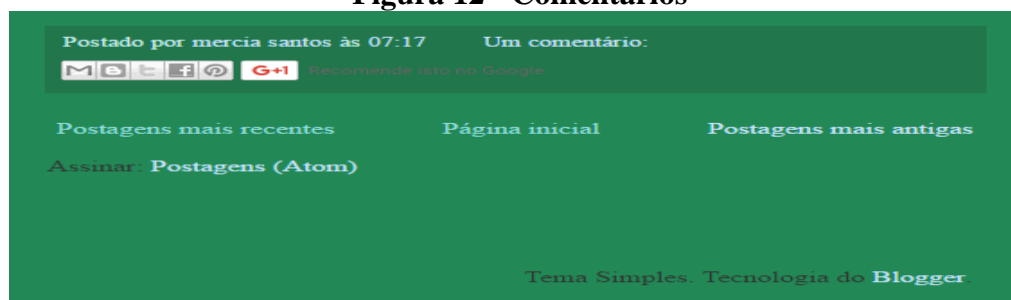 Figura 12 - Comentários
Postado por mercia santos às 07:17 Um comentário:
G+1 Recomende isto no Google
Postagens mais recentes Página inicial Postagens mais antigas
Assinar: Postagens (Atom)
Tema Simples. Tecnologia do Blogger.